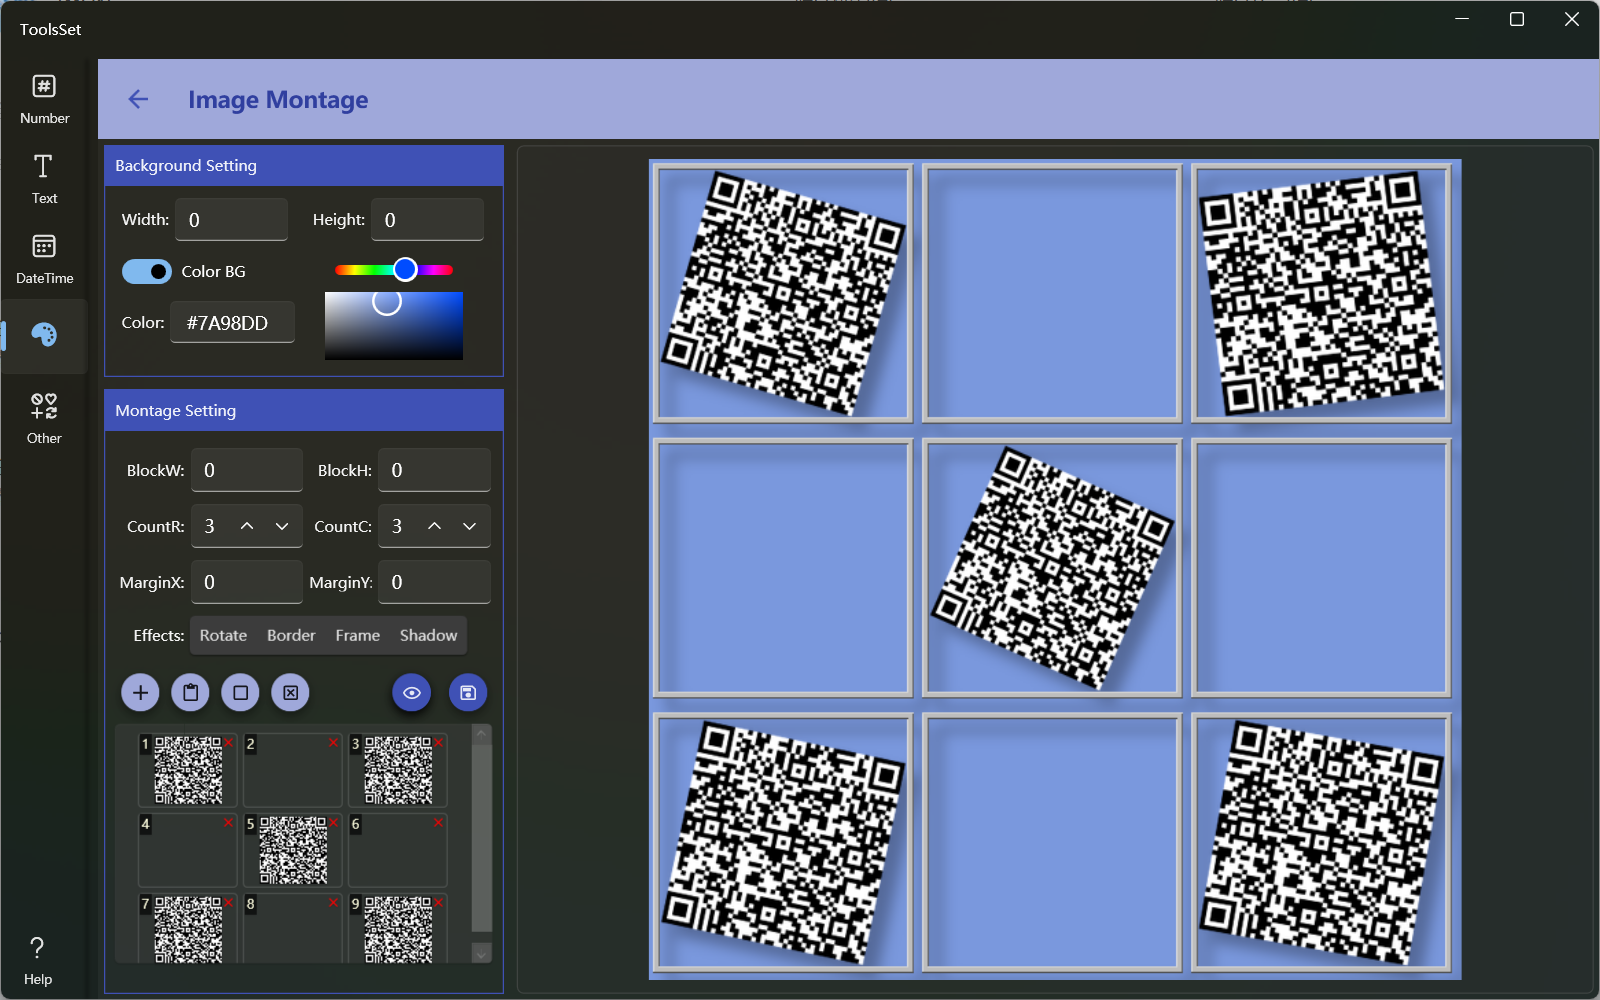 ToolsSet
Number
Text
DateTime
Other
Help
Image Montage
Background Setting
Width: 0 Height: 0
Color BG
Color: #7A98DD
Montage Setting
BlockW: 0 BlockH: 0
CountR: 3 CountC: 3
MarginX: 0 MarginY: 0
Effects: Rotate Border Frame Shadow
1 2 3
4 5 6
7 8 9